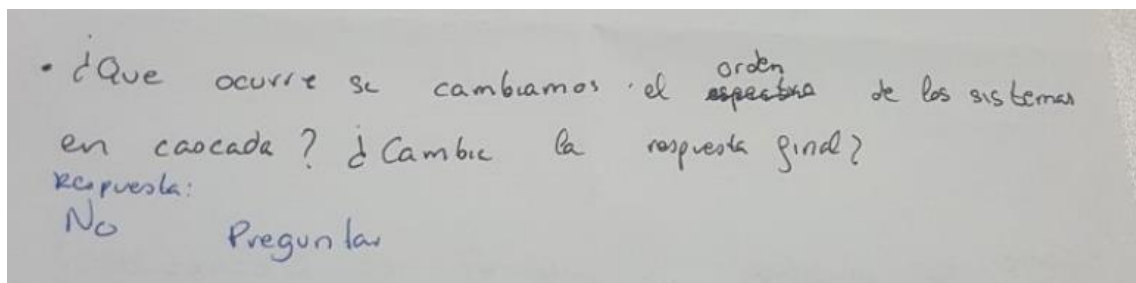 • ¿Que ocurre si cambiamos el orden de los sistemas
en cascada? ¿Cambia la respuesta final?
Respuesta:
No Preguntar